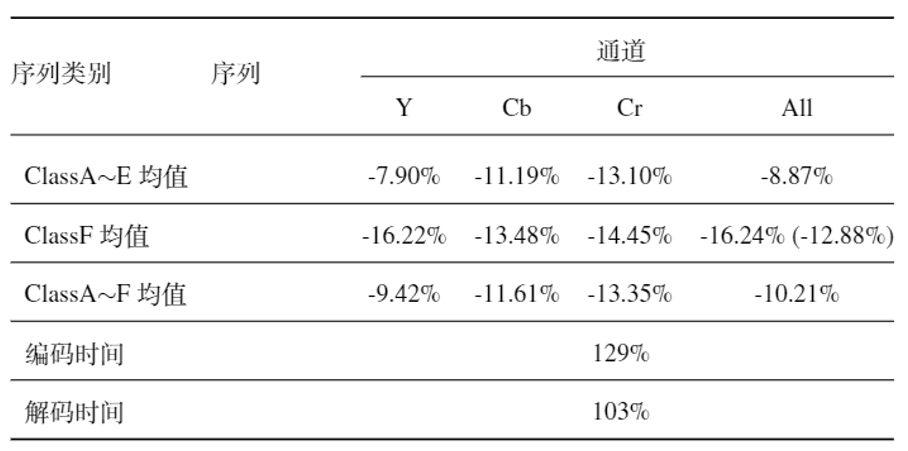 通道
序列类别 序列
Y Cb Cr All
ClassA∼E 均值 -7.90% -11.19% -13.10% -8.87%
ClassF 均值 -16.22% -13.48% -14.45% -16.24% (-12.88%)
ClassA∼F 均值 -9.42% -11.61% -13.35% -10.21%
编码时间 129%
解码时间 103%